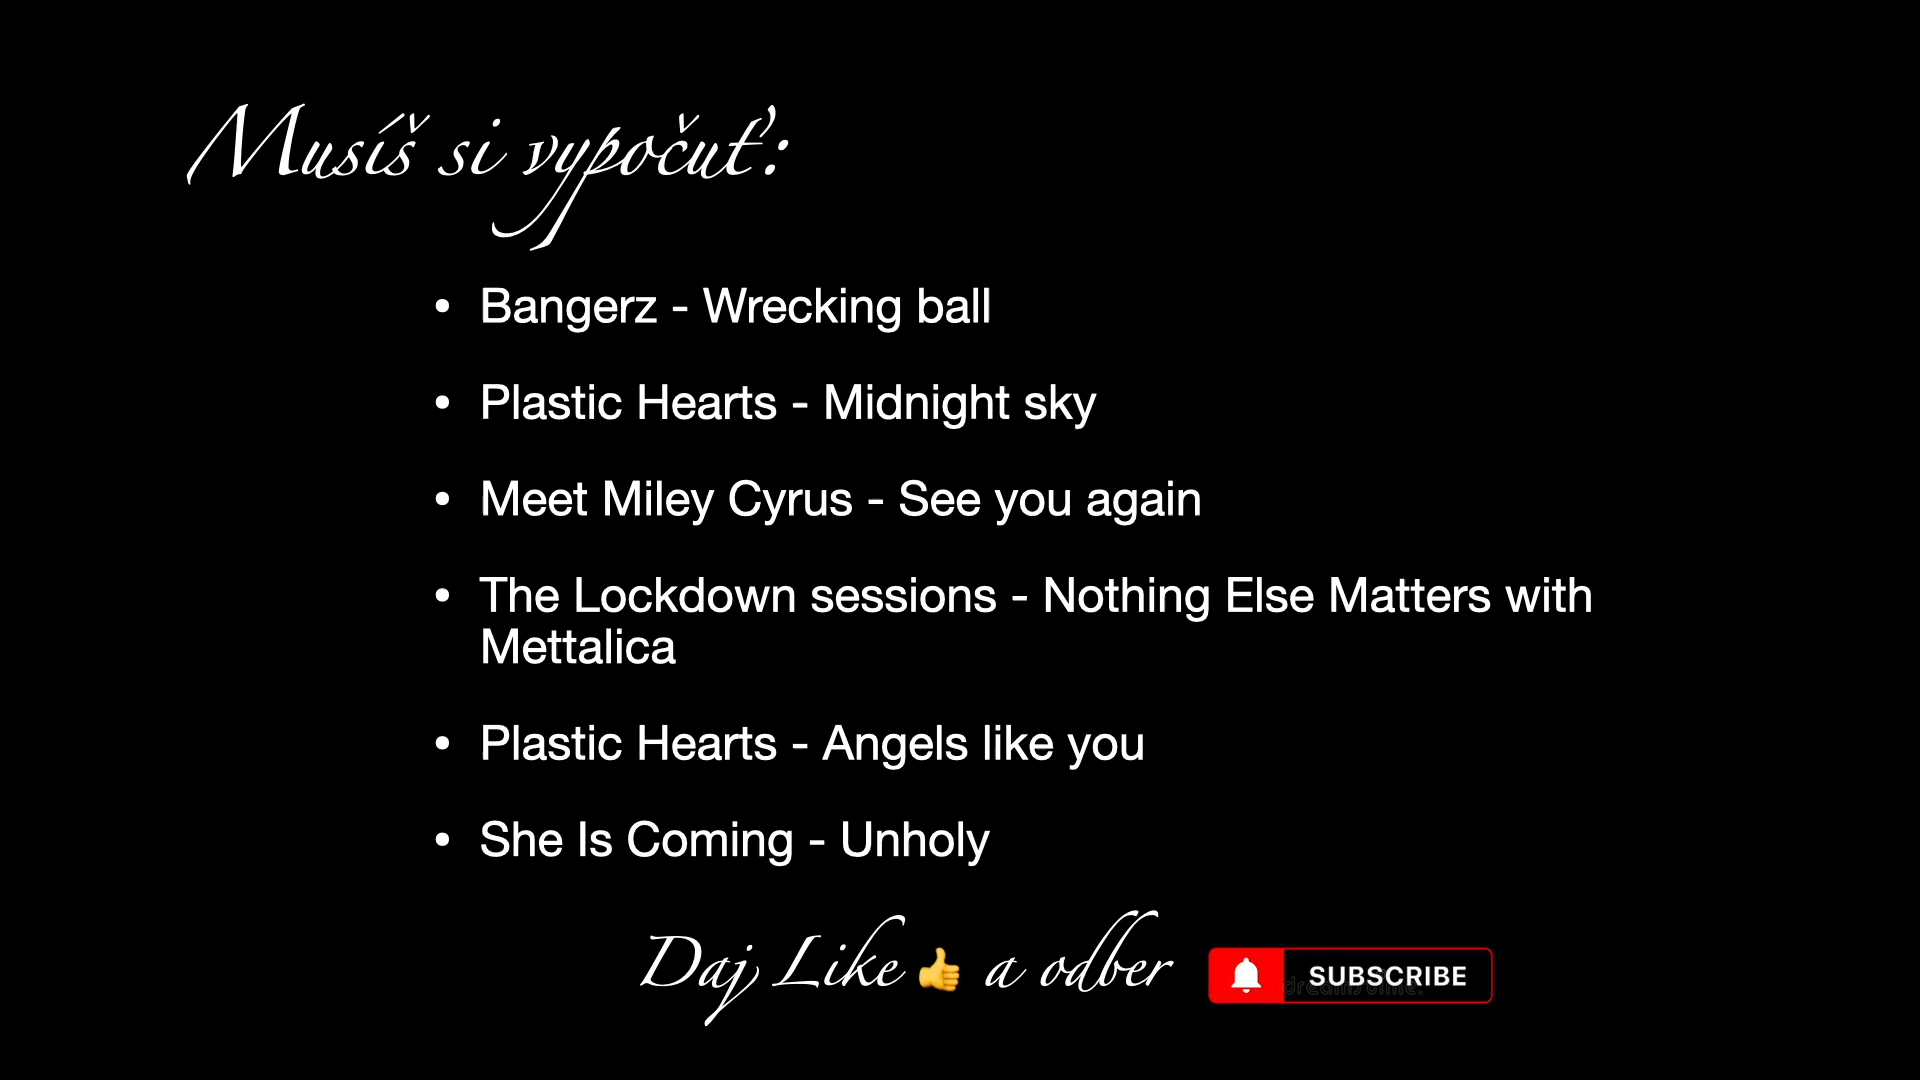 Musíš si vypočuť:
• Bangerz - Wrecking ball
• Plastic Hearts - Midnight sky
• Meet Miley Cyrus - See you again
• The Lockdown sessions - Nothing Else Matters with
Mettalica
• Plastic Hearts - Angels like you
• She Is Coming - Unholy
Daj Like 👍 a odber SUBSCRIBE